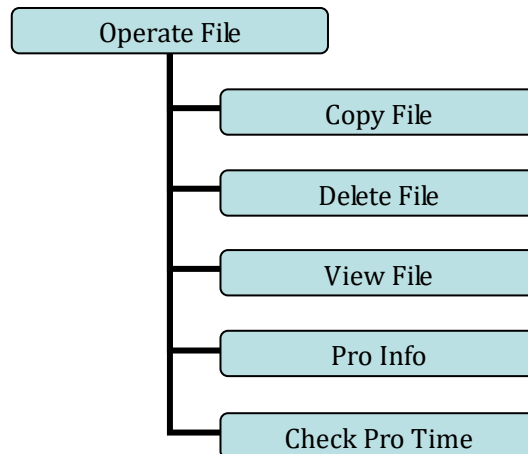 Operate File
Copy File
Delete File
View File
Pro Info
Check Pro Time